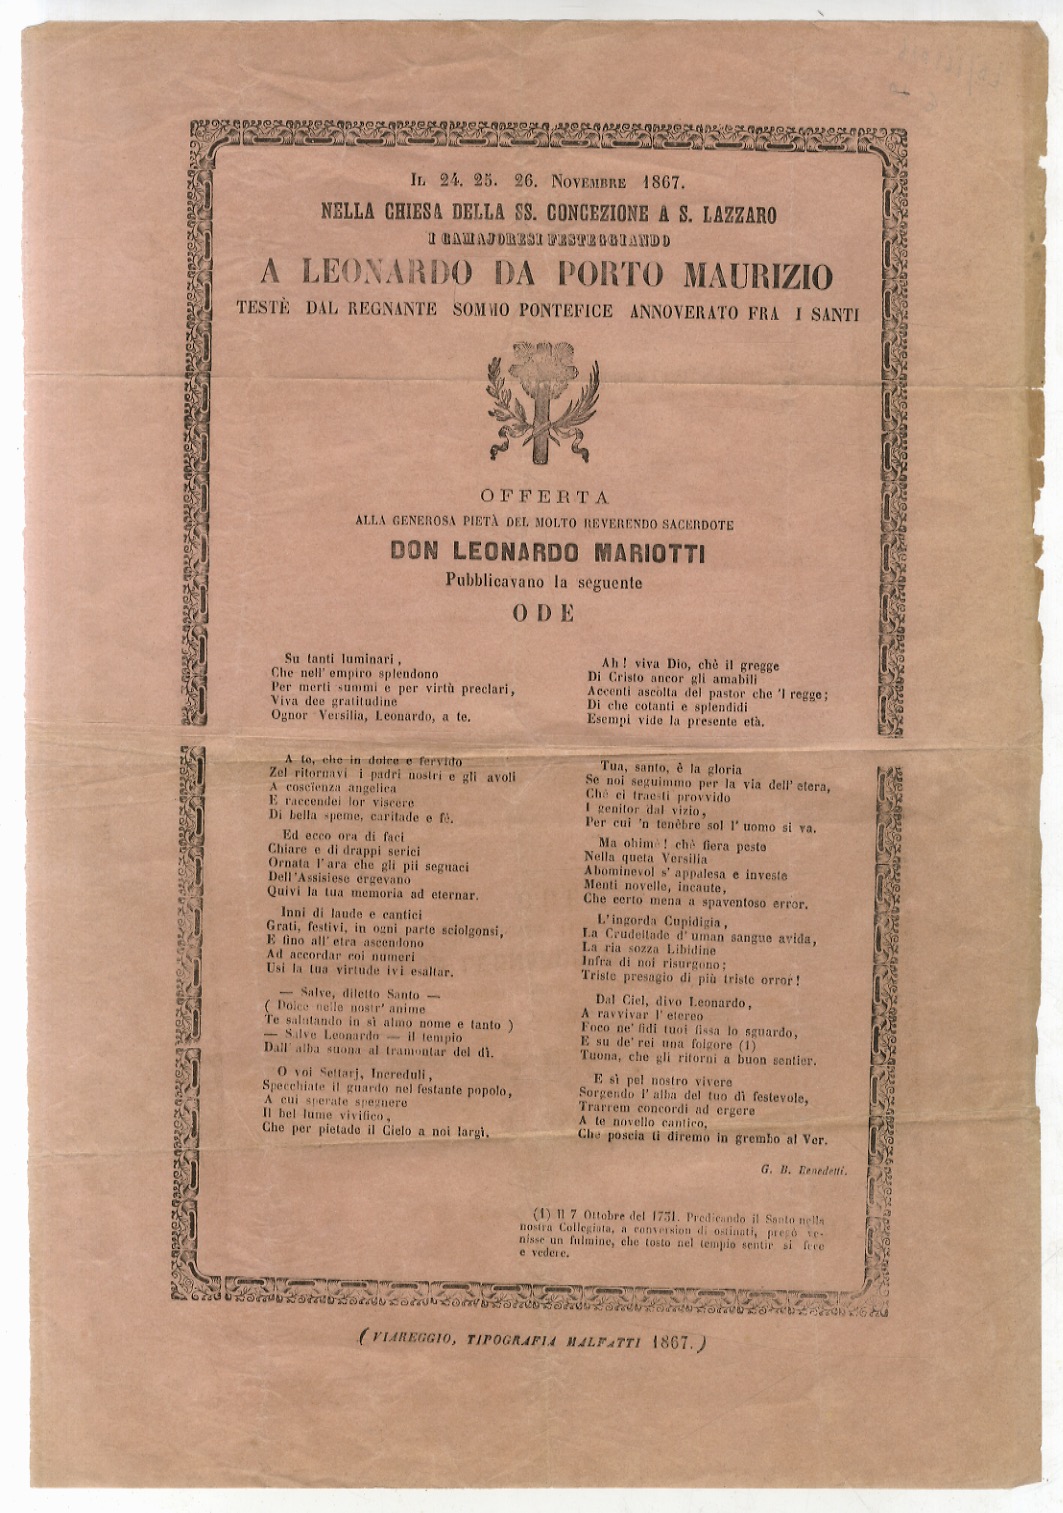 Il 24. 25. 26. Novembre 1867.
NELLA CHIESA DELLA SS. CONCEZIONE A S. LAZZARO
I CAMAJORESI FESTEGGIANDO
A LEONARDO DA PORTO MAURIZIO
TESTÈ DAL REGNANTE SOMMO PONTEFICE ANNOVERATO FRA I SANTI
OFFERTA
ALLA GENEROSA PIETÀ DEL MOLTO REVERENDO SACERDOTE
DON LEONARDO MARIOTTI
Pubblicavano la seguente
ODE
Su tanti luminari,
Che nell' empiro splendono
Per merti summi e per virtù preclari,
Viva dee gratitudine
Ognor Versilia, Leonardo, a te.
A te, che in dolce e fervido
Zel ritornavi i padri nostri e gli avoli
A coscienza angelica
E raccendei lor viscere
Di bella speme, caritade e fè.
Ed ecco ora di faci
Chiare e di drappi serici
Ornata l' ara che gli pii seguaci
Dell' Assisiese ergevano
Quivi la tua memoria ad eternar.
Inni di laude e cantici
Grati, festivi, in ogni parte sciolgonsi,
E fino all' etra ascendono
Ad accordar coi numeri
Usi la tua virtude ivi esaltar.
— Salve, diletto Santo —
( Dolce nelle nostr' anime
Te salutando in sì almo nome e tanto )
— Salve Leonardo — il tempio
Dall' alba suona al tramontar del dì.
O voi Settarj, Increduli,
Specchiate il guardo nel festante popolo,
A cui sperate spegnere
Il bel lume vivifico,
Che per pietade il Cielo a noi largì.
Ah! viva Dio, chè il gregge
Di Cristo ancor gli amabili
Accenti ascolta del pastor che 'l regge;
Di che cotanti e splendidi
Esempi vide la presente età.
Tua, santo, è la gloria
Se noi seguimmo per la via dell' etera,
Chè ci traesti provvido
I genitor dal vizio,
Per cui 'n tenèbre sol l' uomo si va.
Ma ohimè! chè fiera peste
Nella queta Versilia
Abominevol s' appalesa e investe
Menti novelle, incaute,
Che certo mena a spaventoso error.
L' ingorda Cupidigia,
La Crudeltade d' uman sangue avida,
La ria sozza Libidine
Infra di noi risurgono;
Triste presagio di più triste orror!
Dal Ciel, divo Leonardo,
A ravvivar l' etereo
Foco ne' fidi tuoi fissa lo sguardo,
E su de' rei una folgore (1)
Tuona, che gli ritorni a buon sentier.
E sì pel nostro vivere
Sorgendo l' alba del tuo dì festevole,
Trarrem concordi ad ergere
A te novello cantico,
Che poscia ti diremo in grembo al Ver.
G. B. Benedetti.
(1) Il 7 Ottobre del 1731. Predicando il Santo nella
nostra Collegiata, a conversion di ostinati, pregò ve-
nisse un fulmine, che tosto nel tempio sentir si fece
e vedere.
( VIAREGGIO, TIPOGRAFIA MALFATTI 1867. )